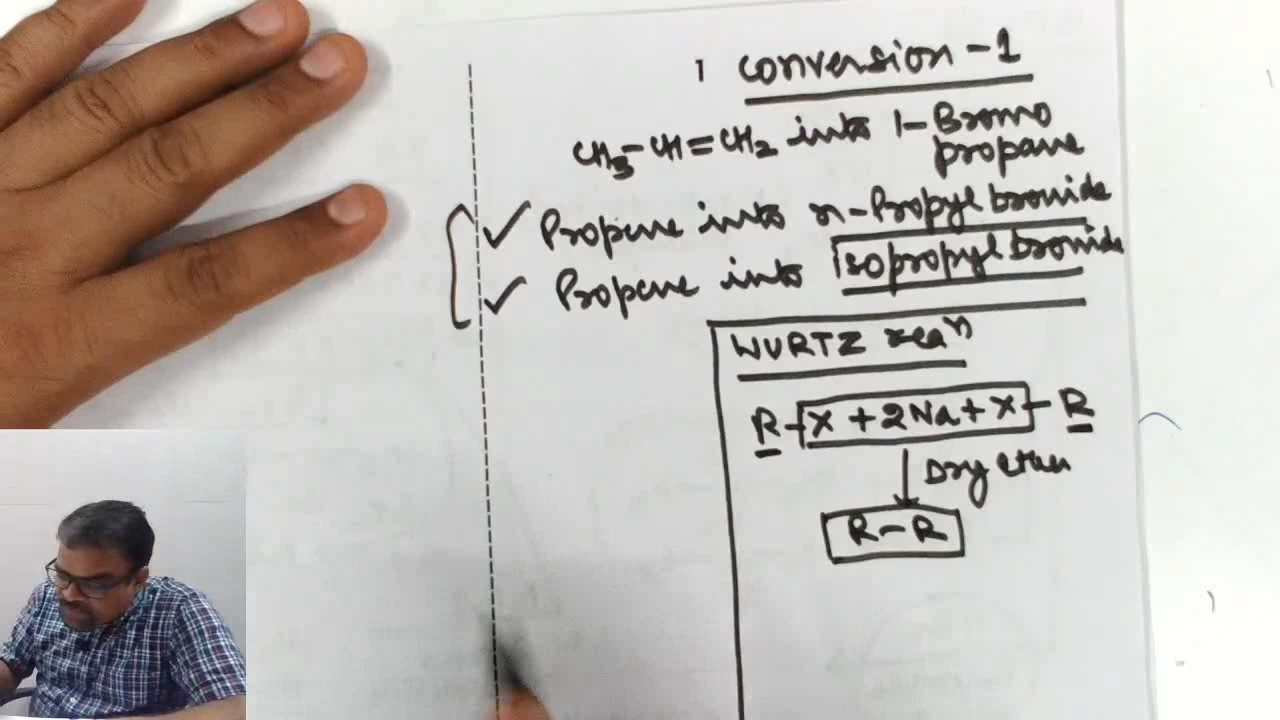 conversion-1
CH3-CH=CH2 into 1-Bromo
propane
✓ Propene into n-Propyl bromide
✓ Propene into Isopropyl bromide
WURTZ reaⁿ
R-X + 2Na + X-R
↓ Dry ether
R-R